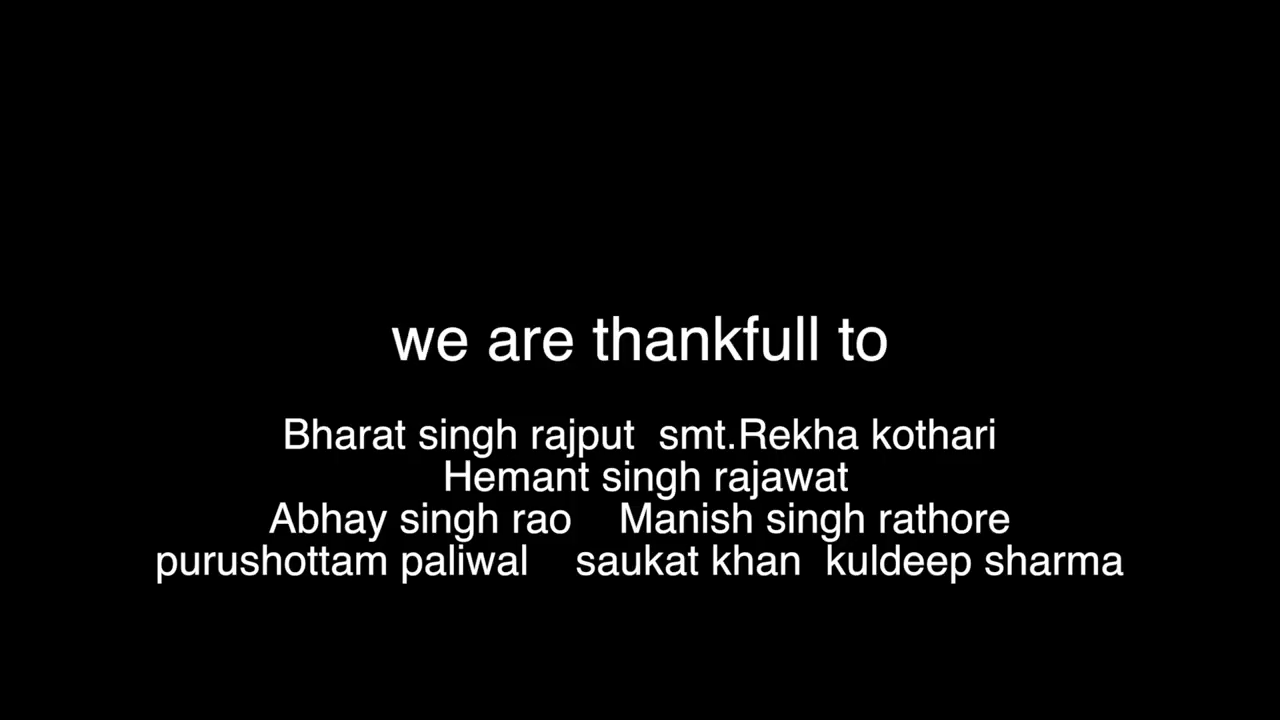 we are thankfull to
Bharat singh rajput  smt.Rekha kothari
Hemant singh rajawat
Abhay singh rao    Manish singh rathore
purushottam paliwal    saukat khan  kuldeep sharma